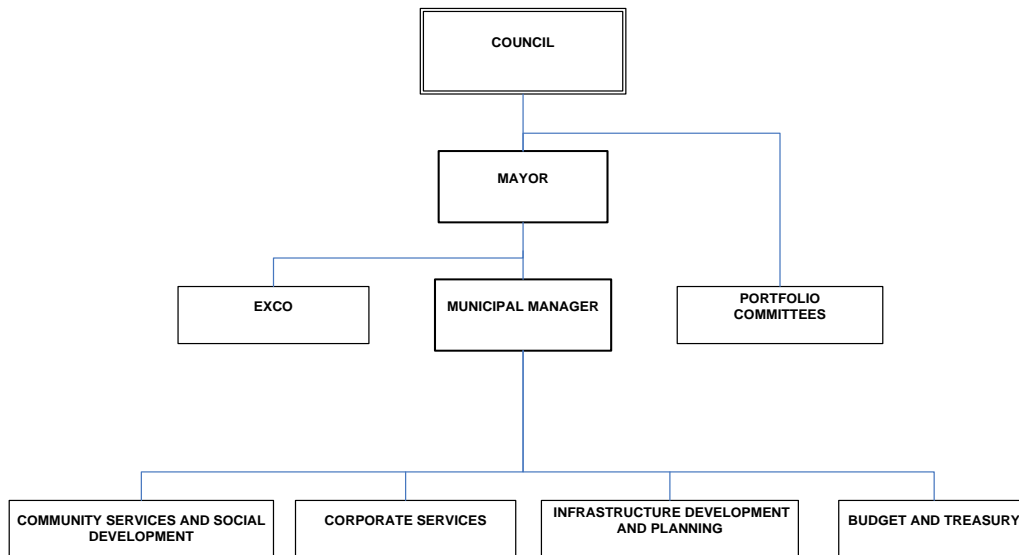 COUNCIL
MAYOR
EXCO
MUNICIPAL MANAGER
PORTFOLIO
COMMITTEES
COMMUNITY SERVICES AND SOCIAL
DEVELOPMENT
CORPORATE SERVICES
INFRASTRUCTURE DEVELOPMENT
AND PLANNING
BUDGET AND TREASURY